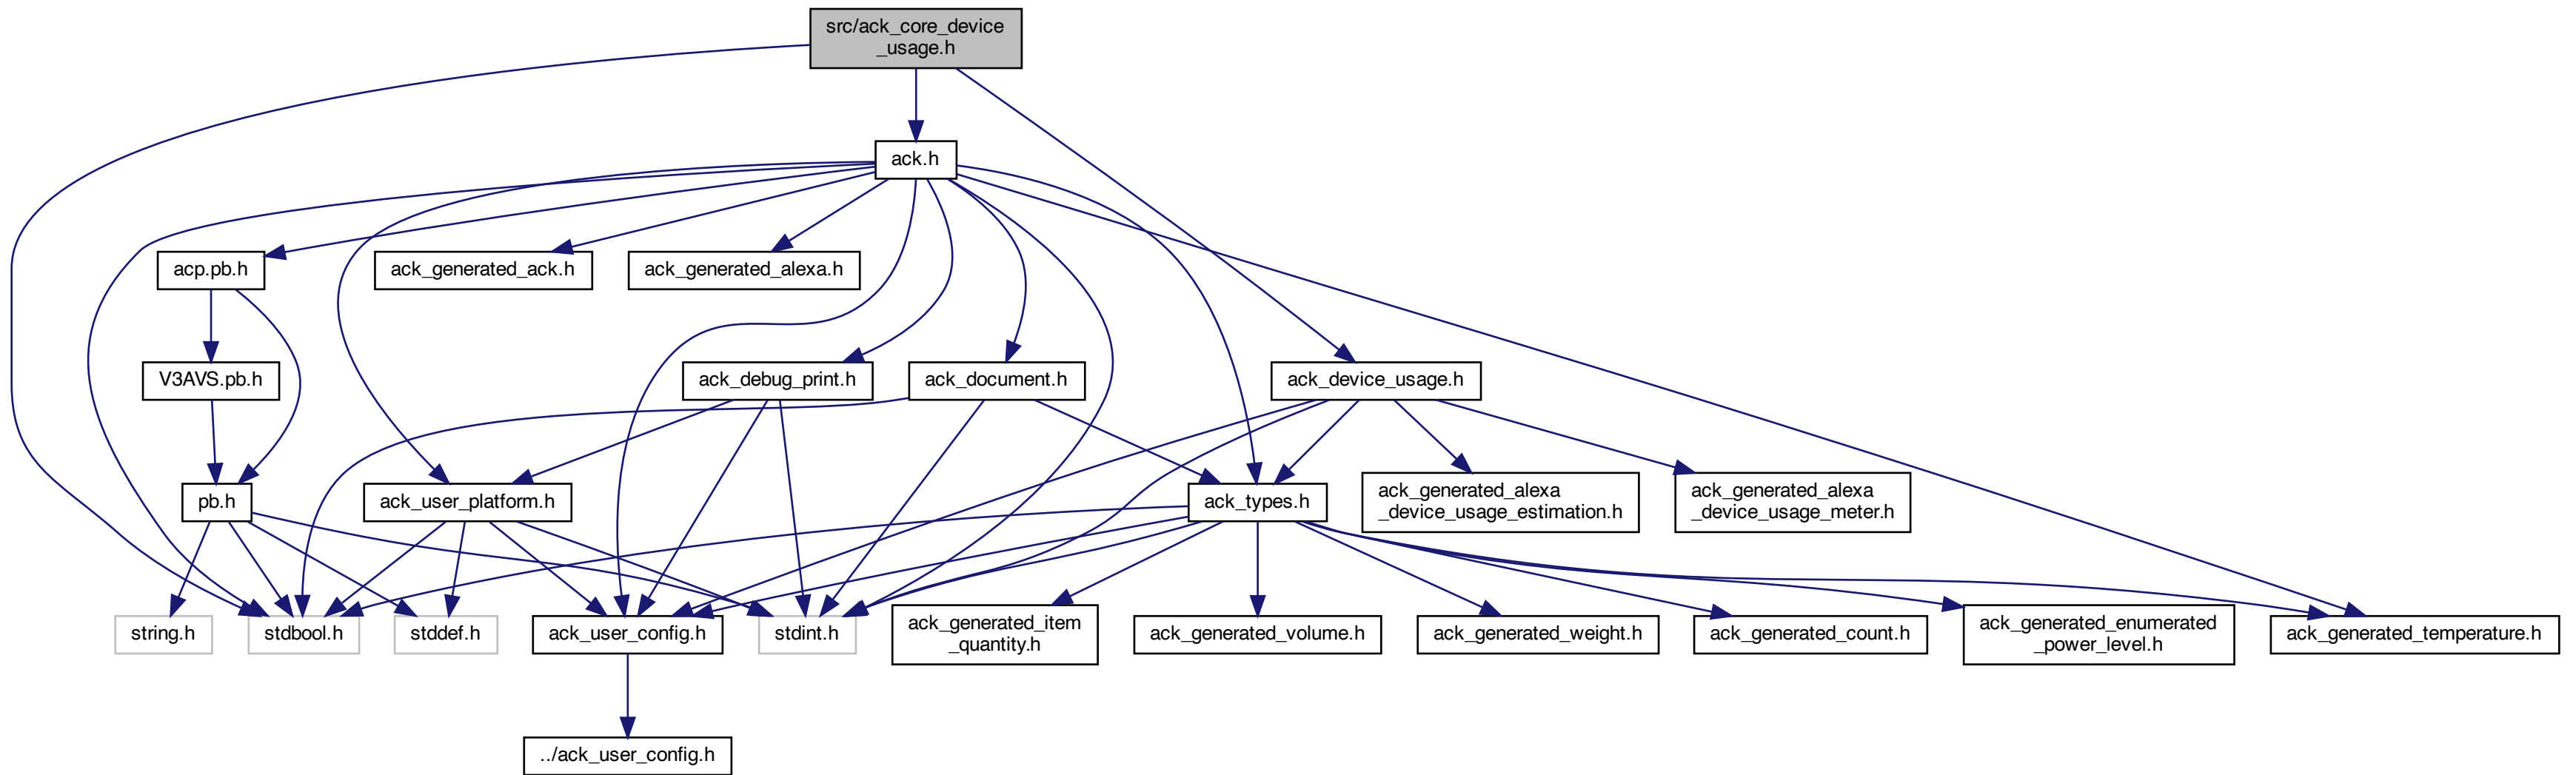 src/ack_core_device
_usage.h
ack.h
acp.pb.h
ack_generated_ack.h
ack_generated_alexa.h
V3AVS.pb.h
ack_debug_print.h
ack_document.h
ack_device_usage.h
pb.h
ack_user_platform.h
ack_types.h
ack_generated_alexa
_device_usage_estimation.h
ack_generated_alexa
_device_usage_meter.h
string.h
stdbool.h
stddef.h
ack_user_config.h
stdint.h
ack_generated_item
_quantity.h
ack_generated_volume.h
ack_generated_weight.h
ack_generated_count.h
ack_generated_enumerated
_power_level.h
ack_generated_temperature.h
../ack_user_config.h